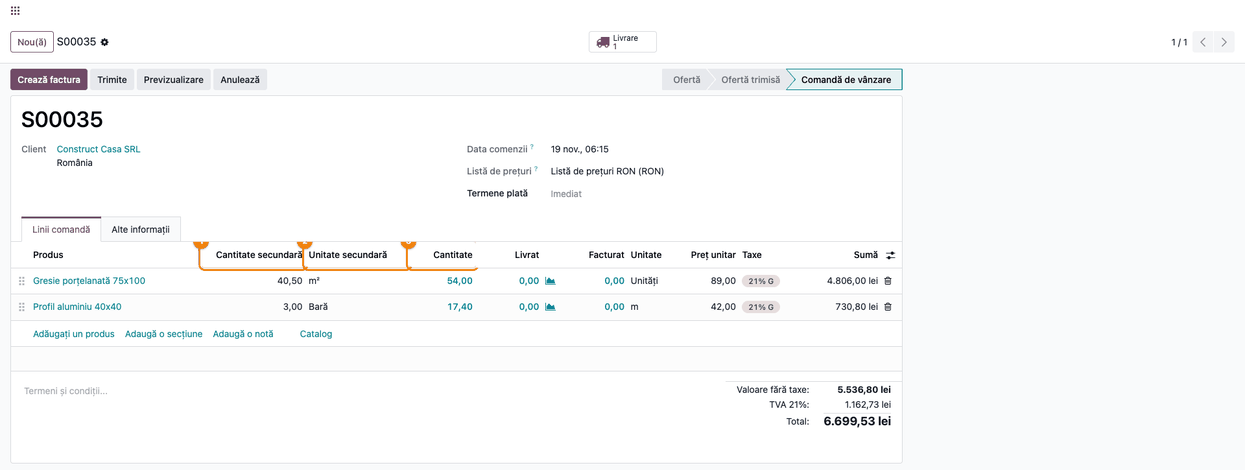 Nou(ă) S00035 Livrare 1 1 / 1
Crează factura Trimite Previzualizare Anulează Ofertă Ofertă trimisă Comandă de vânzare
S00035
Client Construct Casa SRL Data comenzii ? 19 nov., 06:15
România
Listă de prețuri ? Listă de prețuri RON (RON)
Termene plată Imediat
Linii comandă Alte informații
Produs Cantitate secundară Unitate secundară Cantitate Livrat Facturat Unitate Preț unitar Taxe Sumă
Gresie porțelanată 75x100 40,50 m² 54,00 0,00 0,00 Unități 89,00 21% G 4.806,00 lei
Profil aluminiu 40x40 3,00 Bară 17,40 0,00 0,00 m 42,00 21% G 730,80 lei
Adăugați un produs Adaugă o secțiune Adaugă o notă Catalog
Termeni și condiții... Valoare fără taxe: 5.536,80 lei
TVA 21%: 1.162,73 lei
Total: 6.699,53 lei